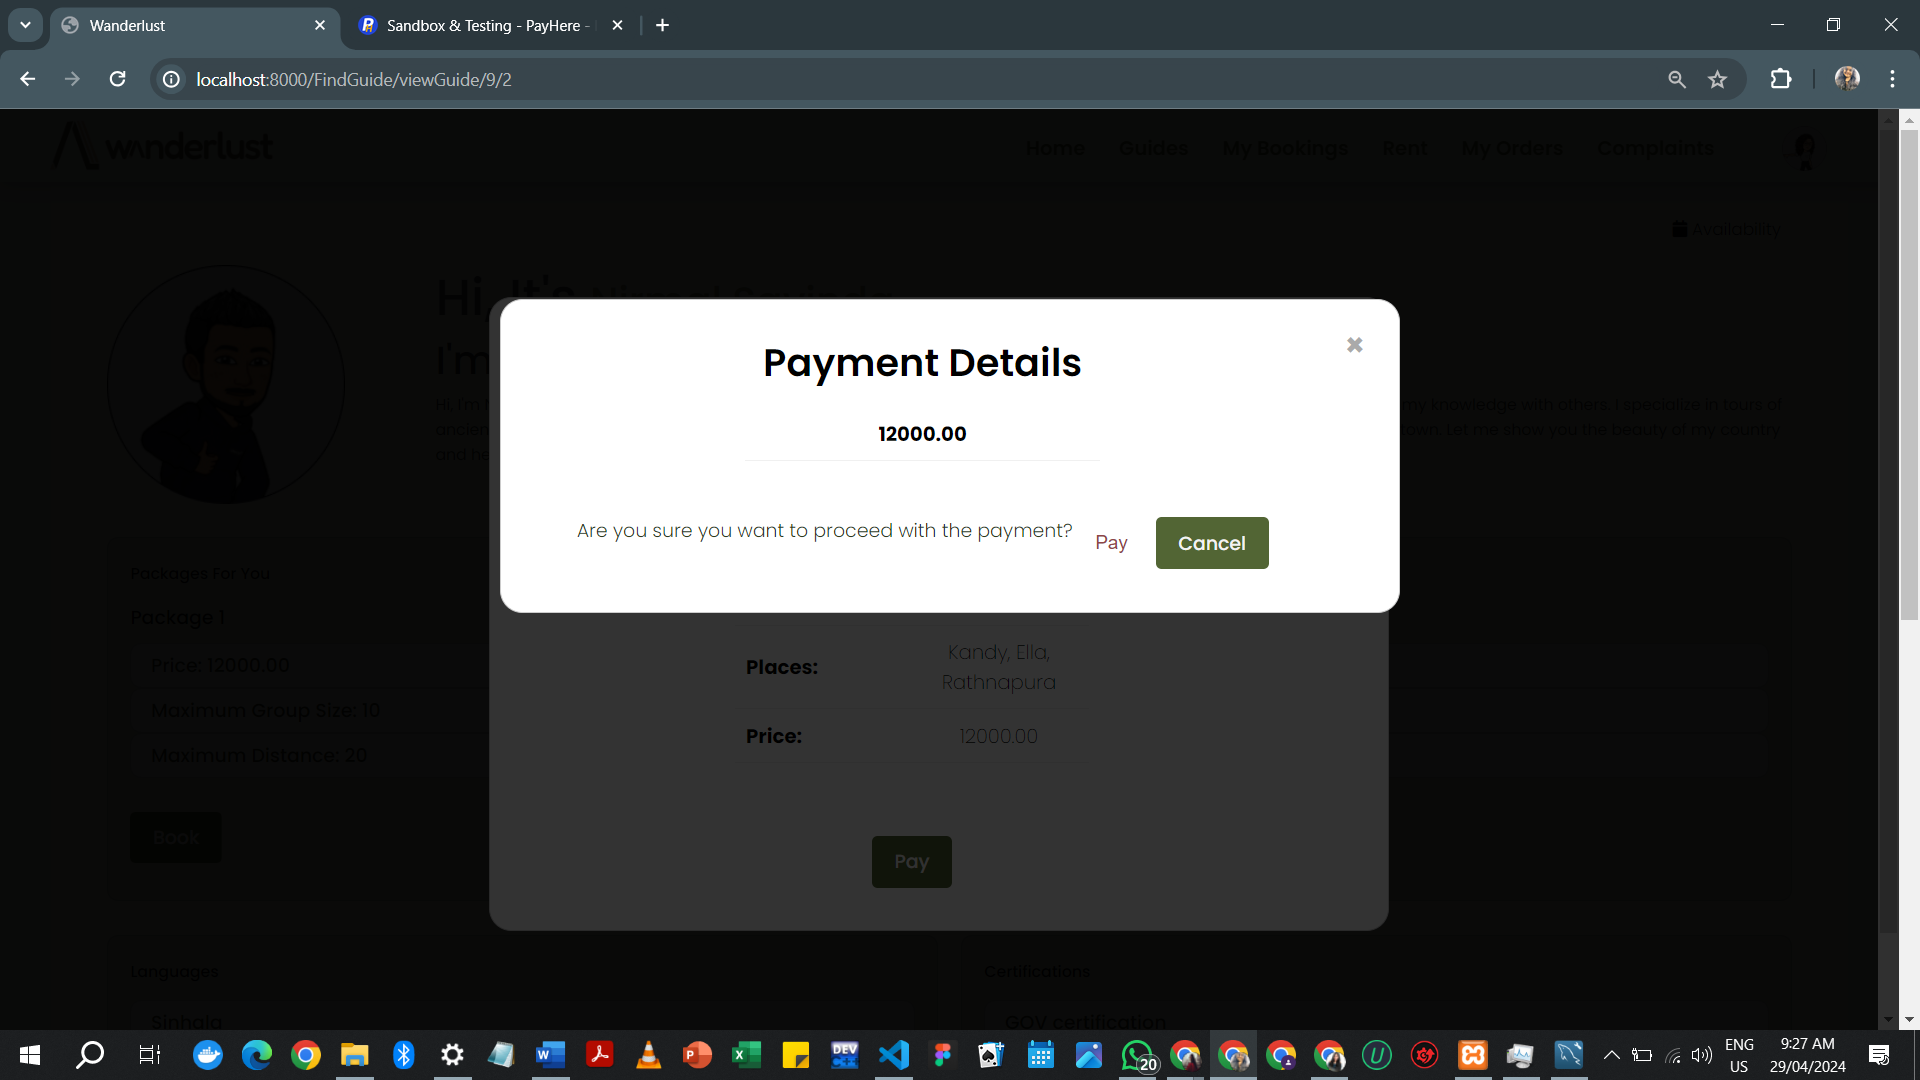 Wanderlust
Sandbox & Testing - PayHere -
localhost:8000/FindGuide/viewGuide/9/2
wanderlust
Home Guides My Bookings Rent My Orders Complaints
Availability
Hi, It's
I'm
Payment Details
12000.00
Are you sure you want to proceed with the payment? Pay Cancel
Hi, I'm
my knowledge with others. I specialize in tours of
ancien
own. Let me show you the beauty of my country
and he
Packages For You
Package 1
Price: 12000.00
Maximum Group Size: 10
Maximum Distance: 20
Book
Places: Kandy, Ella,
Rathnapura
Price: 12000.00
Pay
Languages
Sinhala
Certifications
GOV certification
DEV
20
ENG
US
9:27 AM
29/04/2024